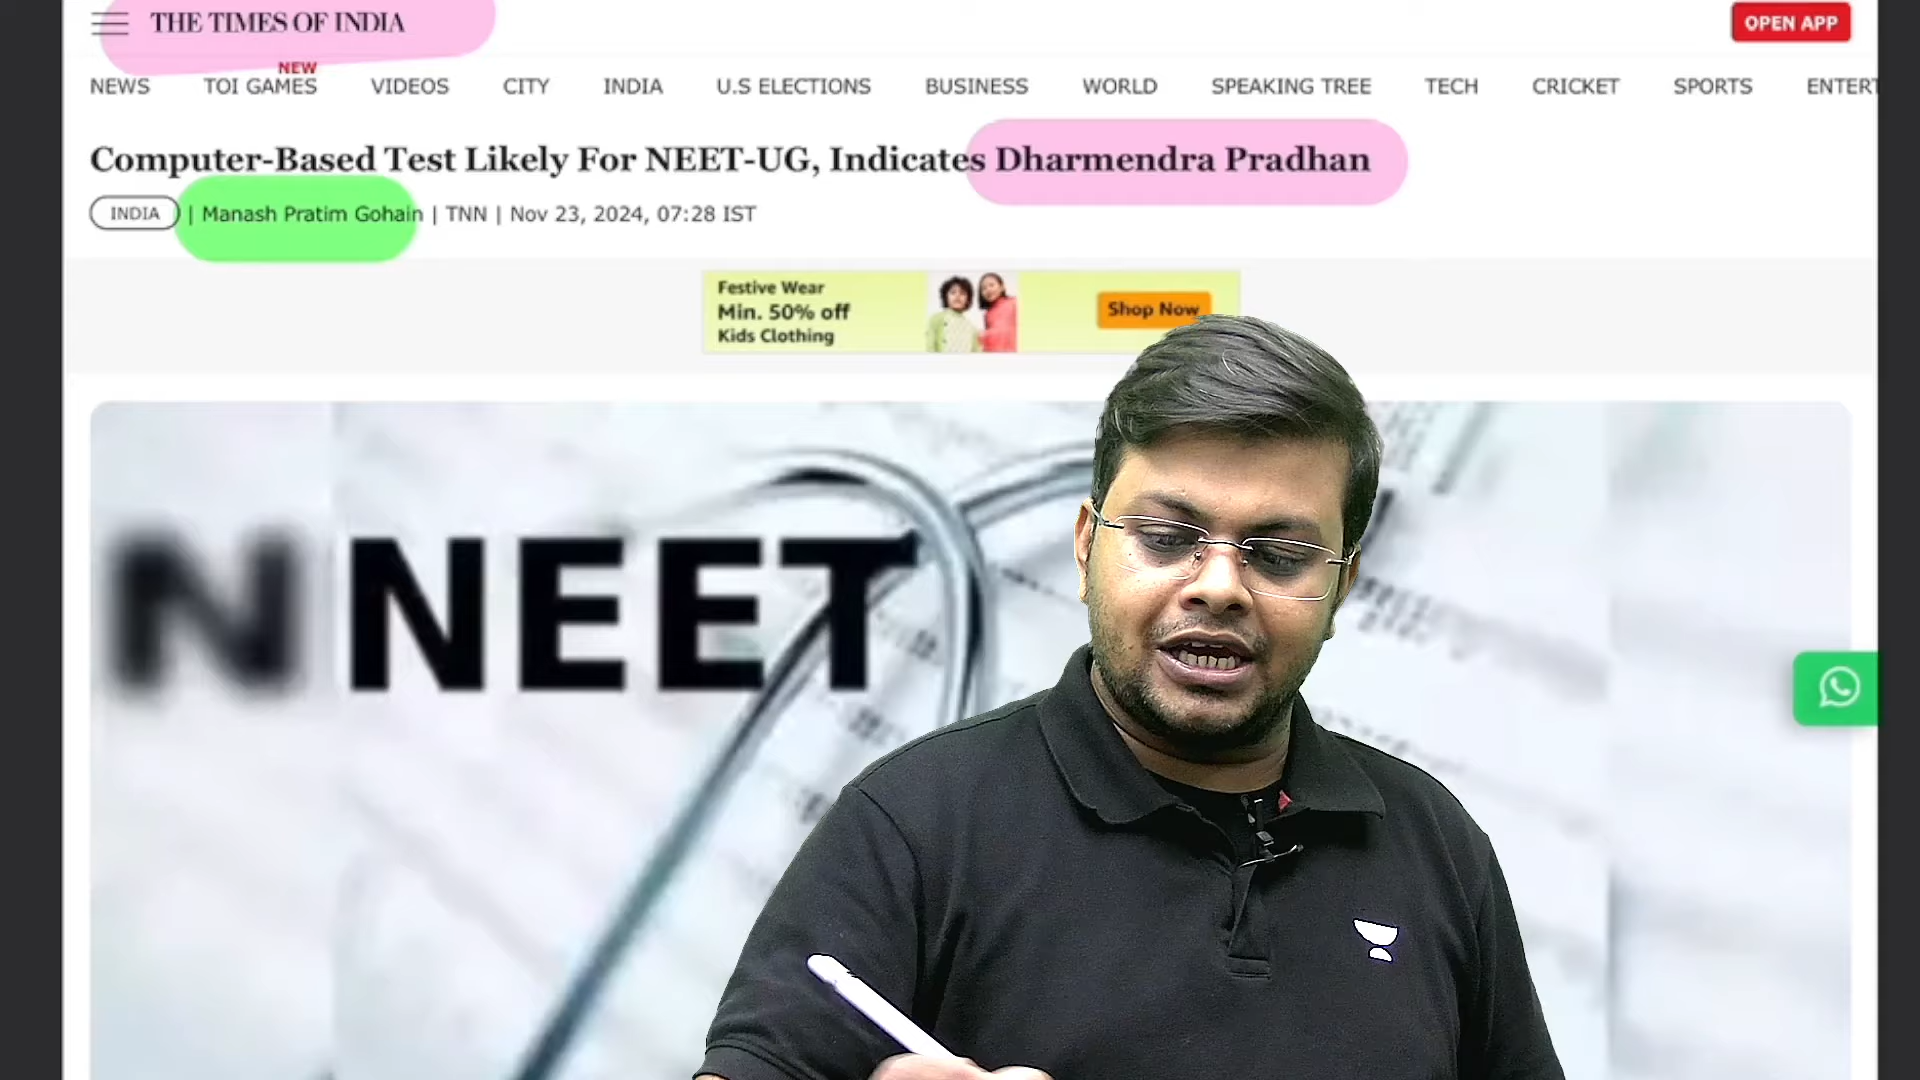 THE TIMES OF INDIA
OPEN APP
NEW
NEWS TOI GAMES VIDEOS CITY INDIA U.S ELECTIONS BUSINESS WORLD SPEAKING TREE TECH CRICKET SPORTS ENTERT
Computer-Based Test Likely For NEET-UG, Indicates Dharmendra Pradhan
INDIA | Manash Pratim Gohain | TNN | Nov 23, 2024, 07:28 IST
Festive Wear
Min. 50% off
Kids Clothing
Shop Now
N NEET